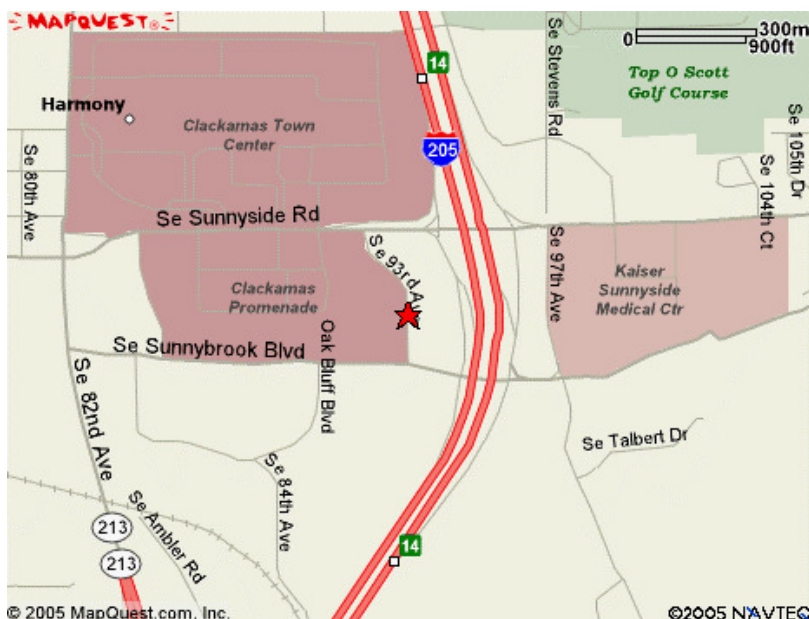 MAPQUEST®
300m
0
900ft
14
Se Stevens Rd
Top O Scott
Golf Course
Harmony
Clackamas Town
Center
205
Se 80th Ave
Se 105th Dr
Se 104th Ct
Se Sunnyside Rd
Se 93rd Av
Se 97th Ave
Kaiser
Sunnyside
Medical Ctr
Clackamas
Promenade
Se Sunnybrook Blvd
Oak Bluff Blvd
Se 82nd Ave
Se Talbert Dr
Se 84th Ave
213
Se Ambler Rd
14
213
© 2005 MapQuest.com, Inc.
©2005 NAVTEQ